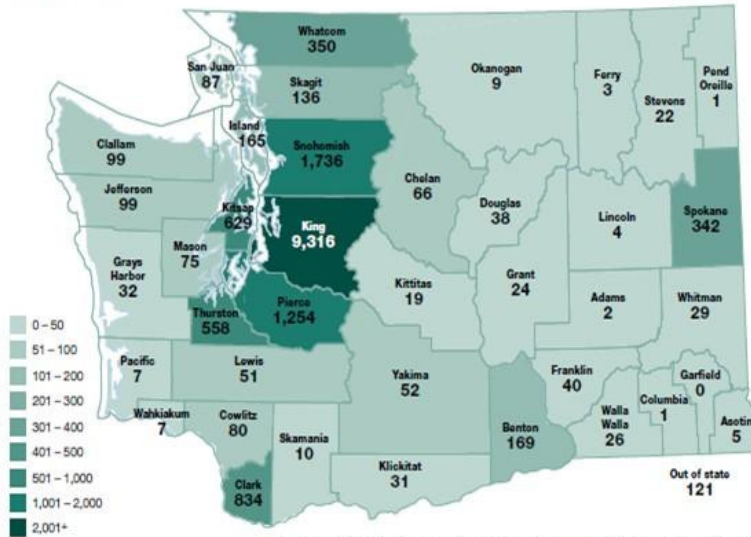 Whatcom
350
San Juan
87
Skagit
136
Okanogan
9
Ferry
3
Stevens
22
Pend
Oreille
1
Island
165
Clallam
99
Snohomish
1,736
Chelan
66
Jefferson
99
Kitsap
629
King
9,316
Douglas
38
Lincoln
4
Spokane
342
Mason
75
Grays
Harbor
32
Kittitas
19
Grant
24
Adams
2
Whitman
29
Pierce
1,254
Thurston
558
Pacific
7
Lewis
51
Yakima
52
Franklin
40
Garfield
0
Wahkiakum
7
Cowlitz
80
Skamania
10
Benton
169
Walla
Walla
26
Columbia
1
Asotin
5
Clark
834
Klickitat
31
Out of state
121
0 – 50
51 – 100
101 – 200
201 – 300
301 – 400
401 – 500
501 – 1,000
1,001 – 2,000
2,001+